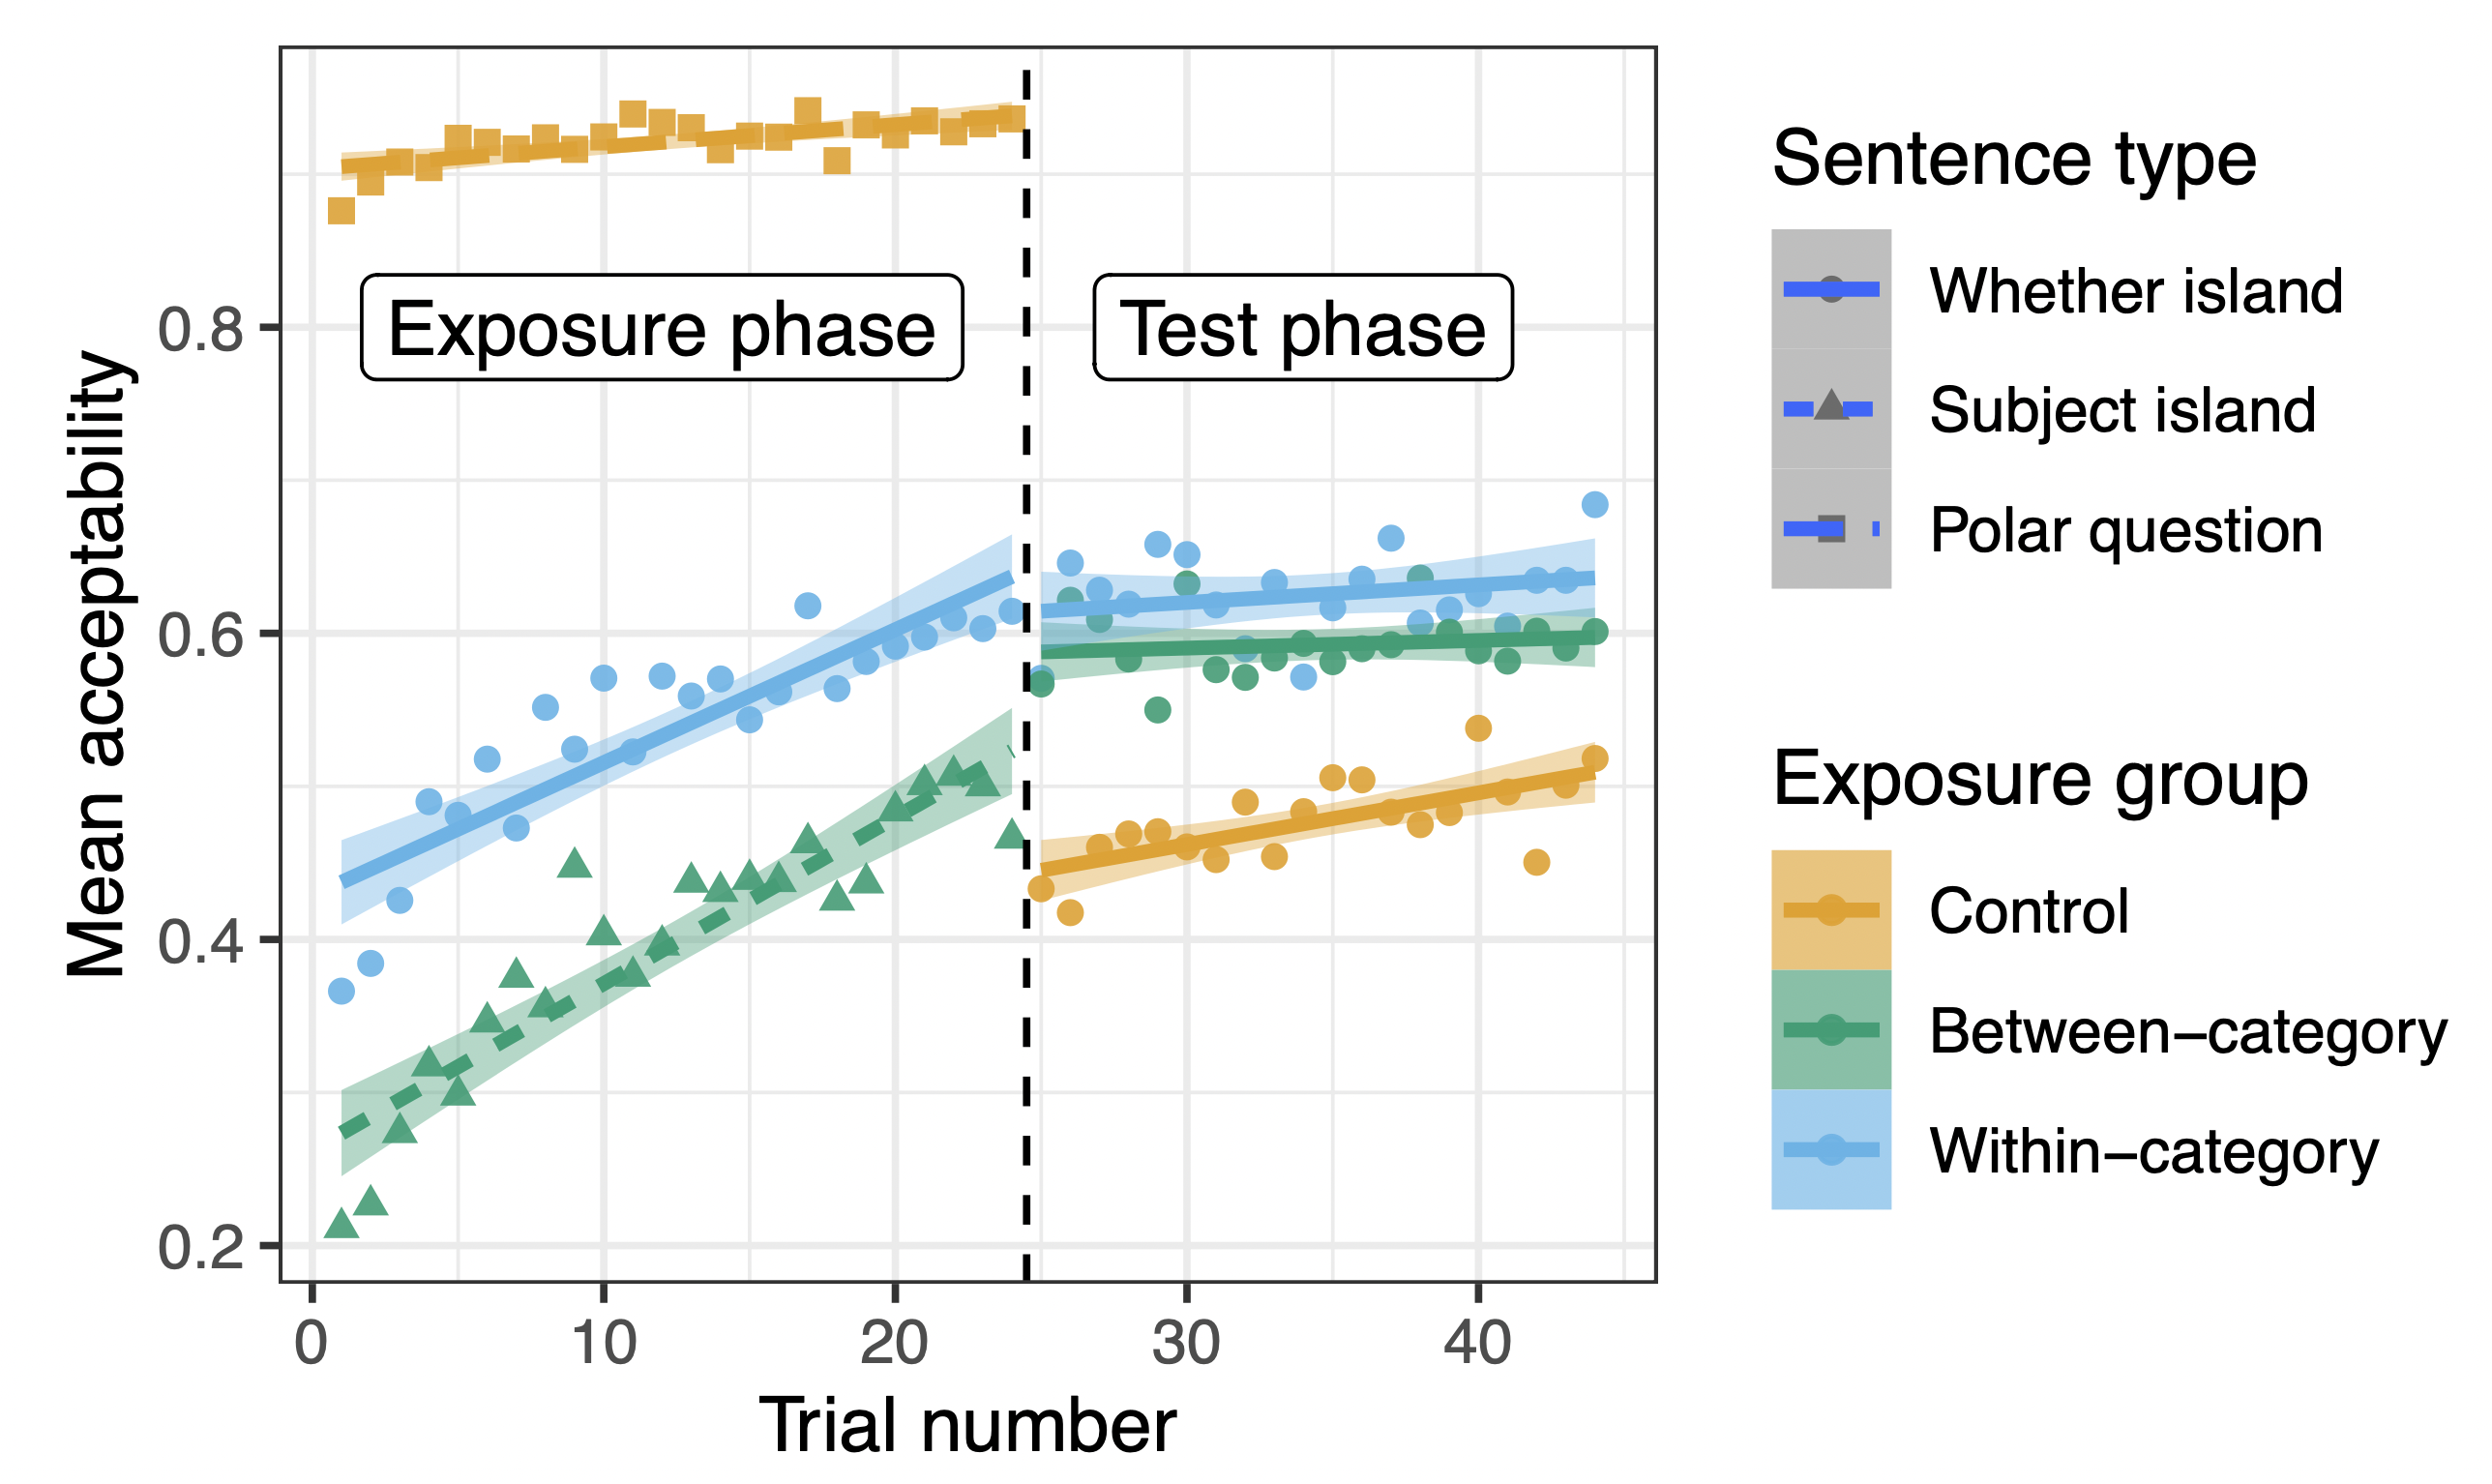 Mean acceptability
0.8
0.6
0.4
0.2
Exposure phase
Test phase
0
10
20
30
40
Trial number
Sentence type
Whether island
Subject island
Polar question
Exposure group
Control
Between−category
Within−category